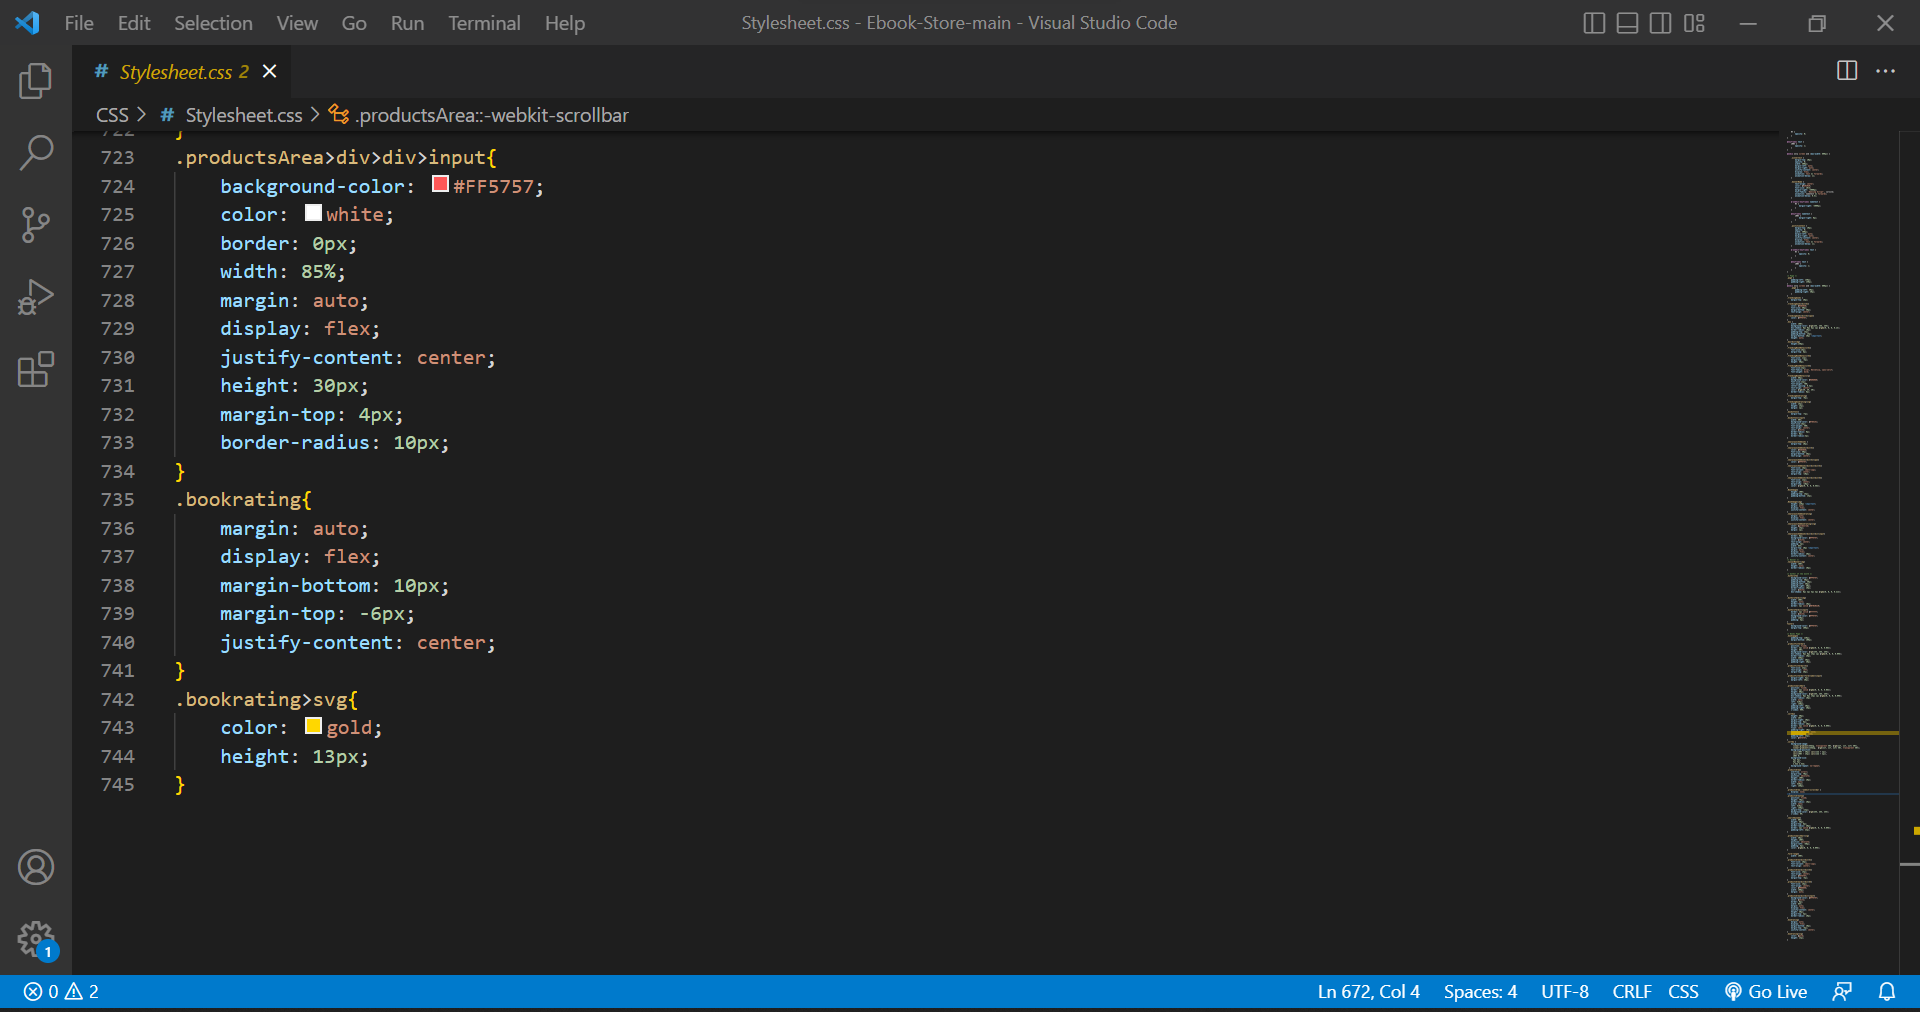 File Edit Selection View Go Run Terminal Help Stylesheet.css - Ebook-Store-main - Visual Studio Code
# Stylesheet.css 2
CSS > # Stylesheet.css > .productsArea::-webkit-scrollbar
722 }
723 .productsArea>div>div>input{
724 background-color: #FF5757;
725 color: white;
726 border: 0px;
727 width: 85%;
728 margin: auto;
729 display: flex;
730 justify-content: center;
731 height: 30px;
732 margin-top: 4px;
733 border-radius: 10px;
734 }
735 .bookrating{
736 margin: auto;
737 display: flex;
738 margin-bottom: 10px;
739 margin-top: -6px;
740 justify-content: center;
741 }
742 .bookrating>svg{
743 color: gold;
744 height: 13px;
745 }
1
0 2 Ln 672, Col 4 Spaces: 4 UTF-8 CRLF CSS Go Live